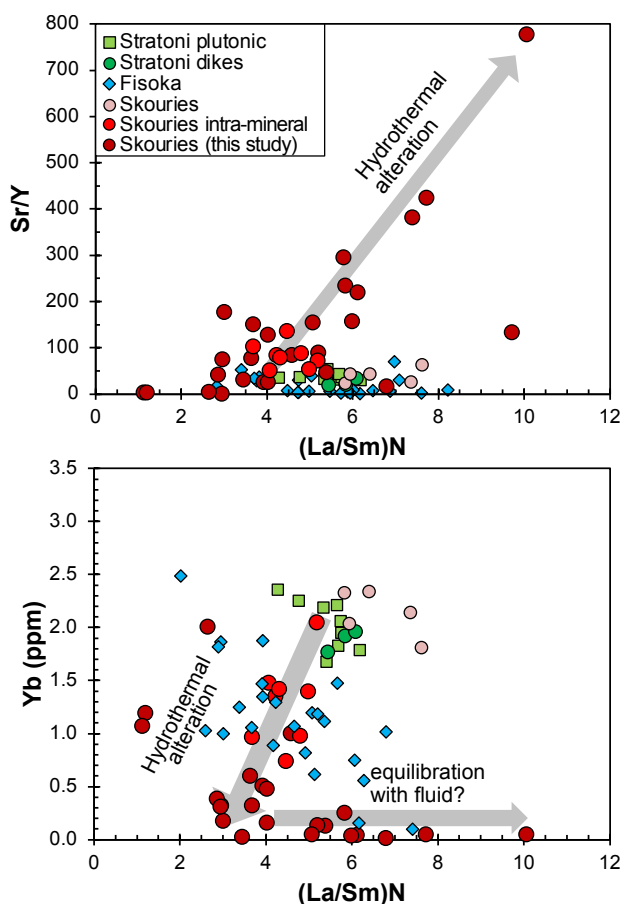 800
700
600
500
400
300
200
100
0
Sr/Y
Stratoni plutonic
Stratoni dikes
Fisoka
Skouries
Skouries intra-mineral
Skouries (this study)
Hydrothermal
alteration
0 2 4 6 8 10 12
(La/Sm)N
3.5
3.0
2.5
2.0
1.5
1.0
0.5
0.0
Yb (ppm)
Hydrothermal
alteration
equilibration
with fluid?
0 2 4 6 8 10 12
(La/Sm)N